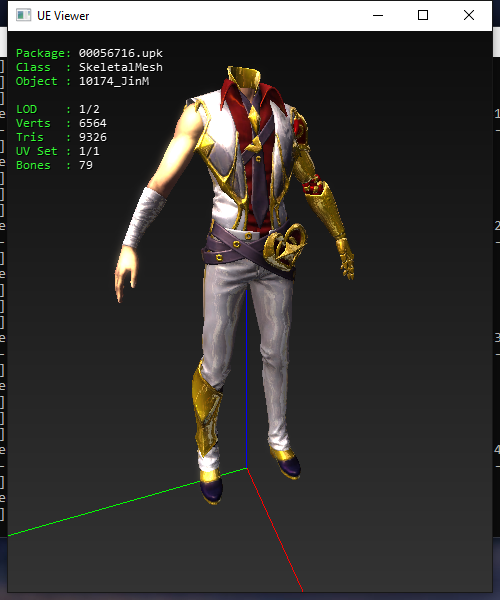 UE Viewer
Package: 00056716.upk
Class  : SkeletalMesh
Object : 10174_JinM
LOD    : 1/2
Verts  : 6564
Tris   : 9326
UV Set : 1/1
Bones  : 79